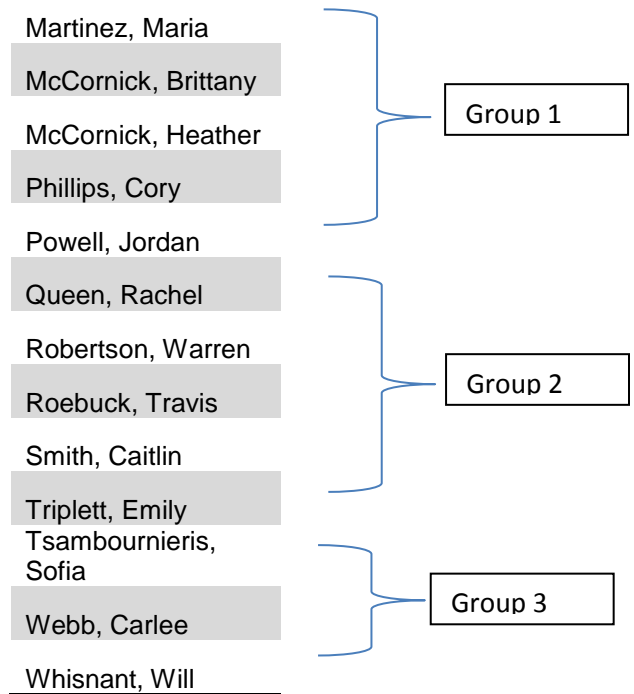 Martinez, Maria
McCornick, Brittany
McCornick, Heather
Phillips, Cory
Powell, Jordan
Queen, Rachel
Robertson, Warren
Roebuck, Travis
Smith, Caitlin
Triplett, Emily
Tsambournieris,
Sofia
Webb, Carlee
Whisnant, Will
Group 1
Group 2
Group 3